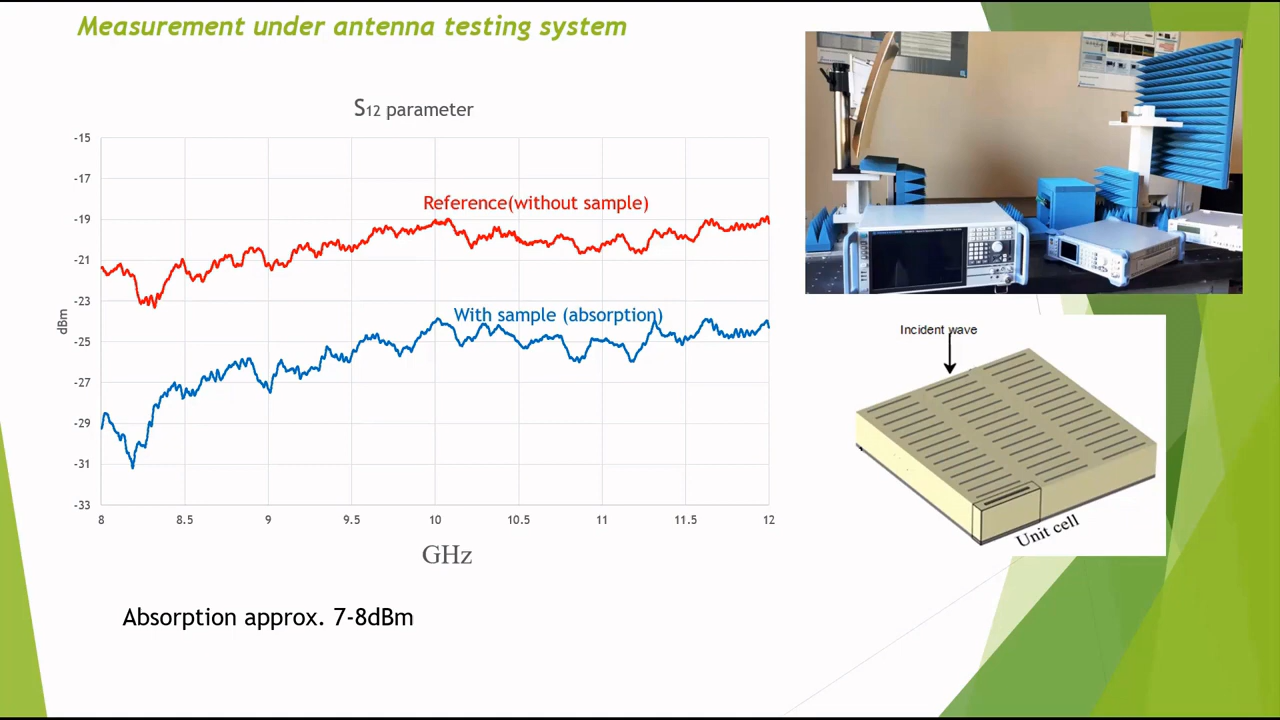 Measurement under antenna testing system
S12 parameter
-15
-17
-19
-21
-23
-25
-27
-29
-31
-33
dBm
Reference(without sample)
With sample (absorption)
8
8.5
9
9.5
10
10.5
11
11.5
12
GHz
Absorption approx. 7-8dBm
Incident wave
Unit cell